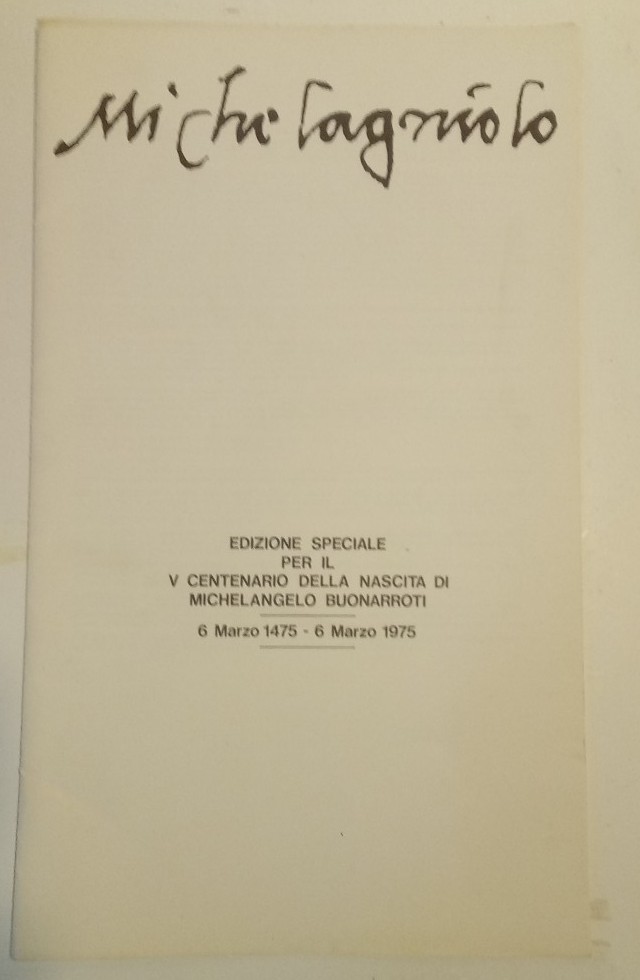 Michelagniolo
EDIZIONE SPECIALE
PER IL
V CENTENARIO DELLA NASCITA DI
MICHELANGELO BUONARROTI
6 Marzo 1475 - 6 Marzo 1975